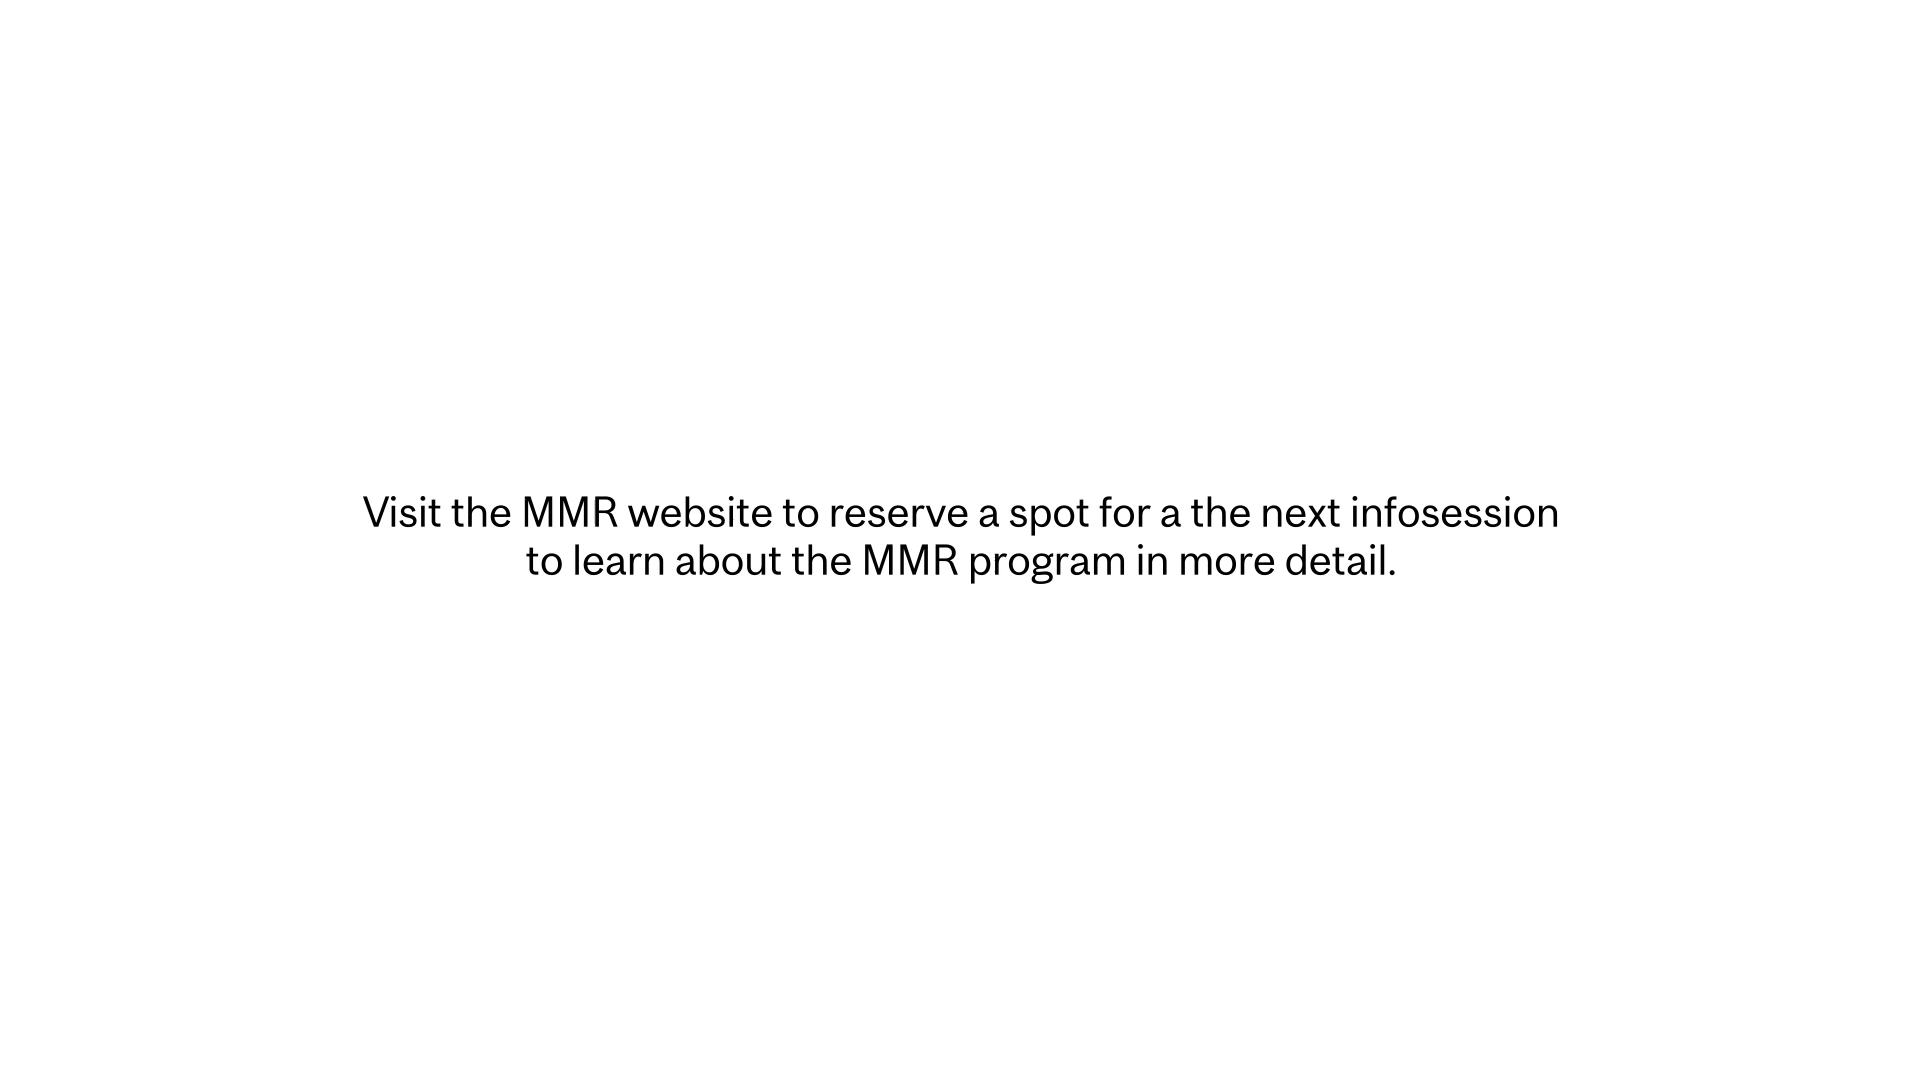 Visit the MMR website to reserve a spot for a the next infosession
to learn about the MMR program in more detail.